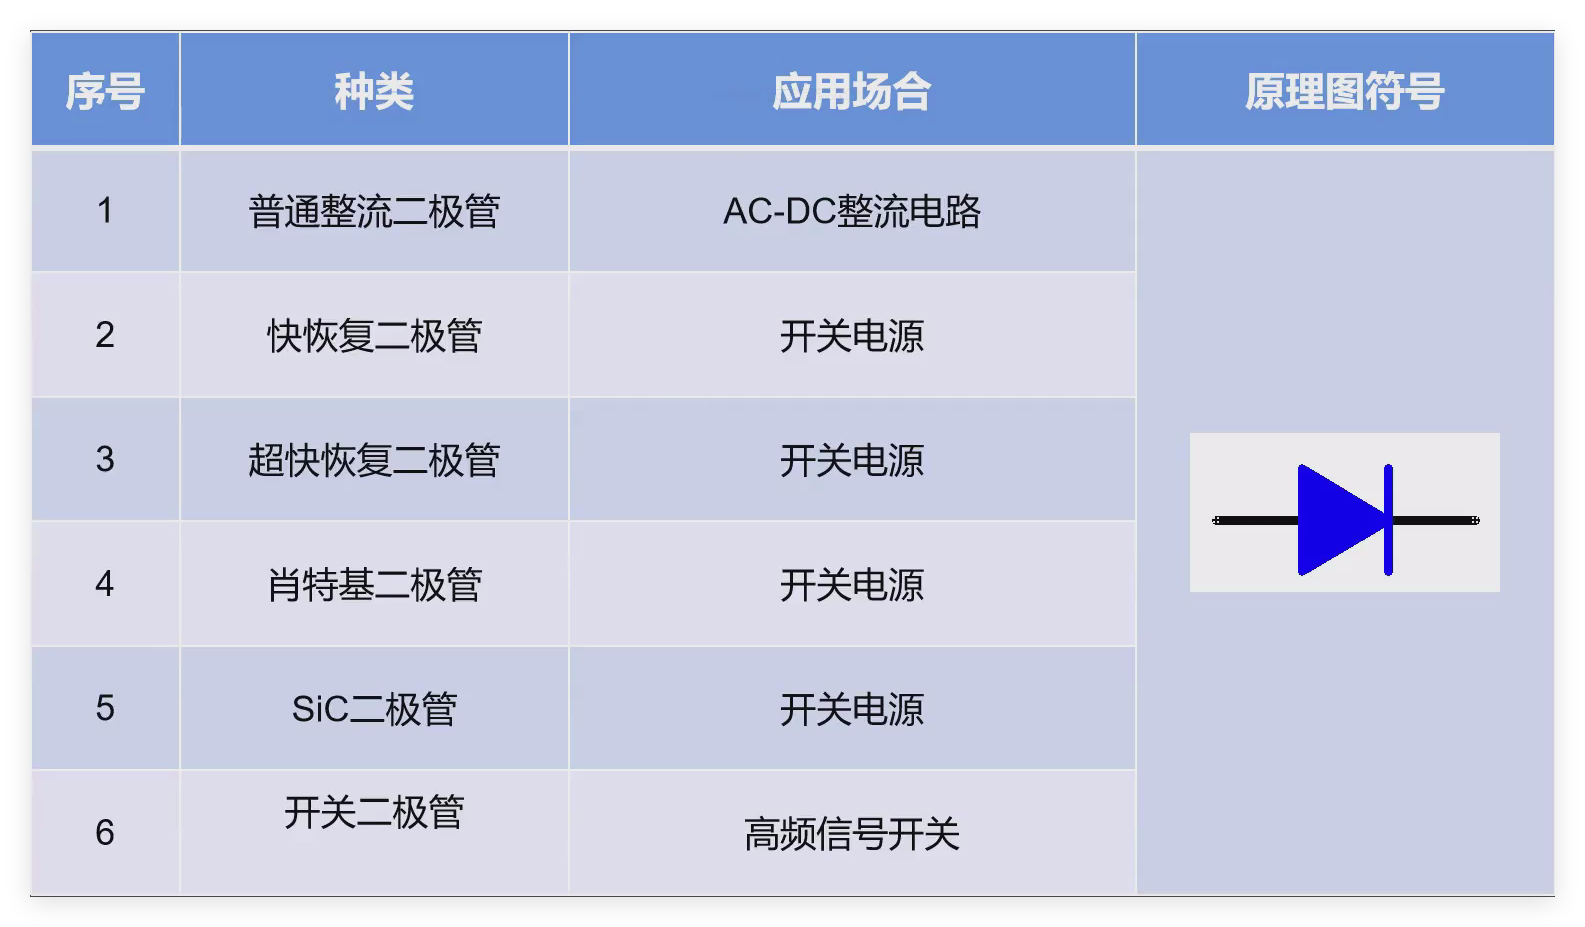 序号 种类 应用场合 原理图符号
1 普通整流二极管 AC-DC整流电路
2 快恢复二极管 开关电源
3 超快恢复二极管 开关电源
4 肖特基二极管 开关电源
5 SiC二极管 开关电源
6 开关二极管 高频信号开关